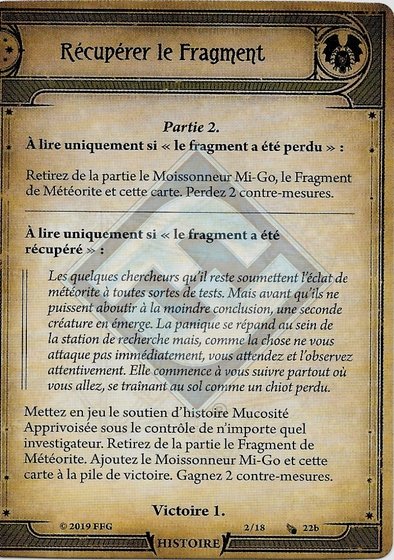 Récupérer le Fragment
Partie 2.
À lire uniquement si « le fragment a été perdu » :
Retirez de la partie le Moissonneur Mi-Go, le Fragment
de Météorite et cette carte. Perdez 2 contre-mesures.
À lire uniquement si « le fragment a été
récupéré » :
Les quelques chercheurs qu'il reste soumettent l'éclat de
météorite à toutes sortes de tests. Mais avant qu'ils ne
puissent aboutir à la moindre conclusion, une seconde
créature en émerge. La panique se répand au sein de
la station de recherche mais, comme la chose ne vous
attaque pas immédiatement, vous attendez et l'observez
attentivement. Elle commence à vous suivre partout où
vous allez, se traînant au sol comme un chiot perdu.
Mettez en jeu le soutien d'histoire Mucosité
Apprivoisée sous le contrôle de n'importe quel
investigateur. Retirez de la partie le Fragment de
Météorite. Ajoutez le Moissonneur Mi-Go et cette
carte à la pile de victoire. Gagnez 2 contre-mesures.
Victoire 1.
© 2019 FFG 2/18 22b
HISTOIRE